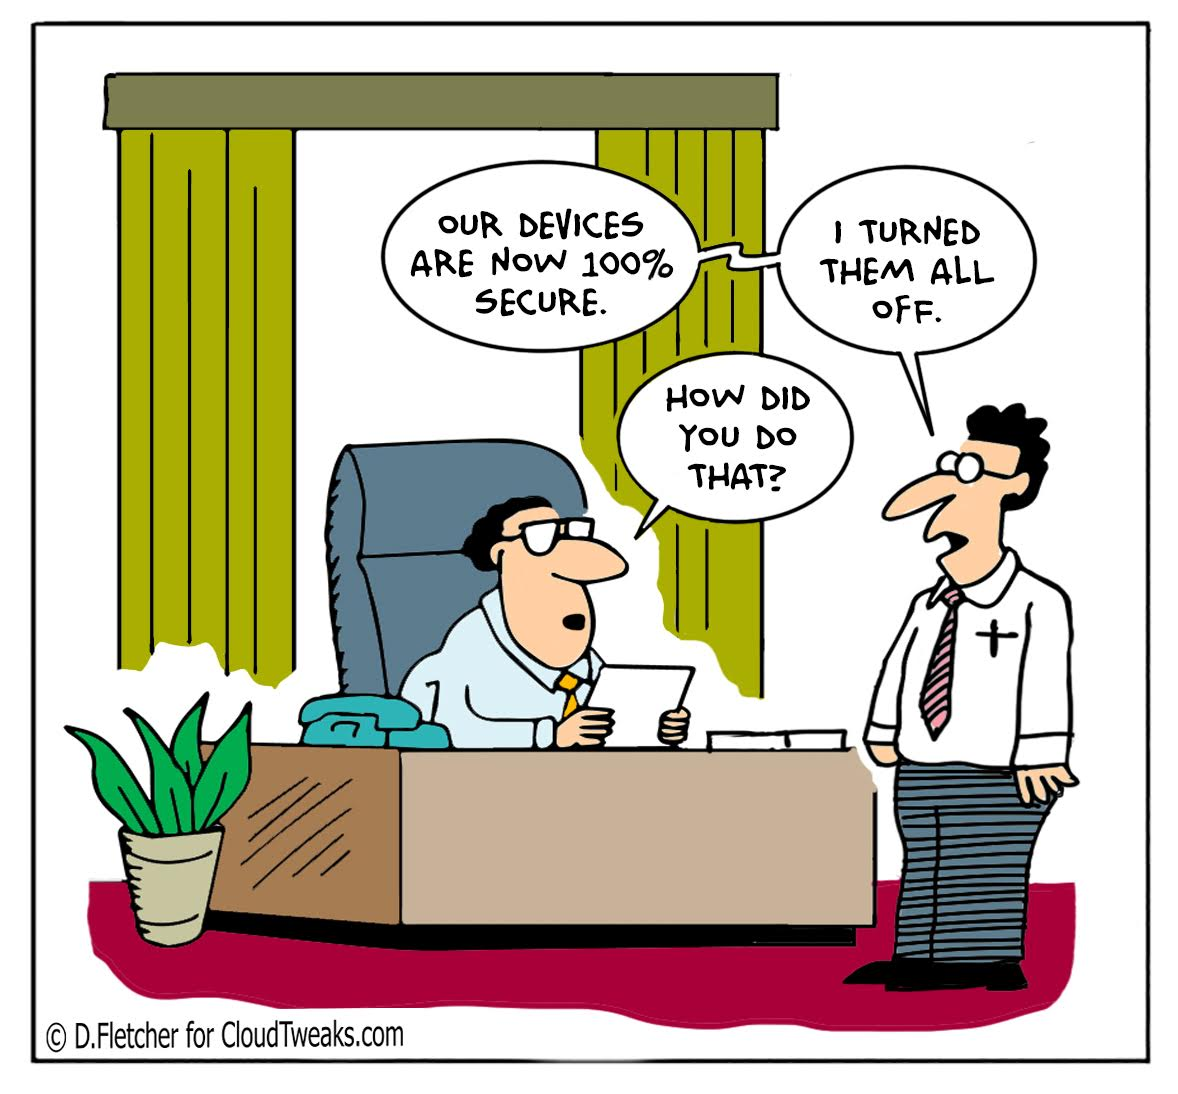 OUR DEVICES
ARE NOW 100%
SECURE.
HOW DID
YOU DO
THAT?
I TURNED
THEM ALL
OFF.
© D.Fletcher for CloudTweaks.com